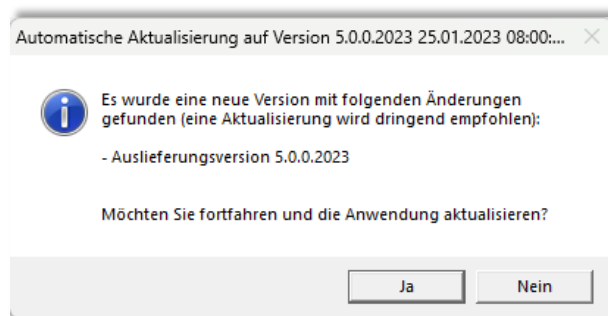 Automatische Aktualisierung auf Version 5.0.0.2023 25.01.2023 08:00:...
Es wurde eine neue Version mit folgenden Änderungen
gefunden (eine Aktualisierung wird dringend empfohlen):
- Auslieferungsversion 5.0.0.2023
Möchten Sie fortfahren und die Anwendung aktualisieren?
Ja
Nein